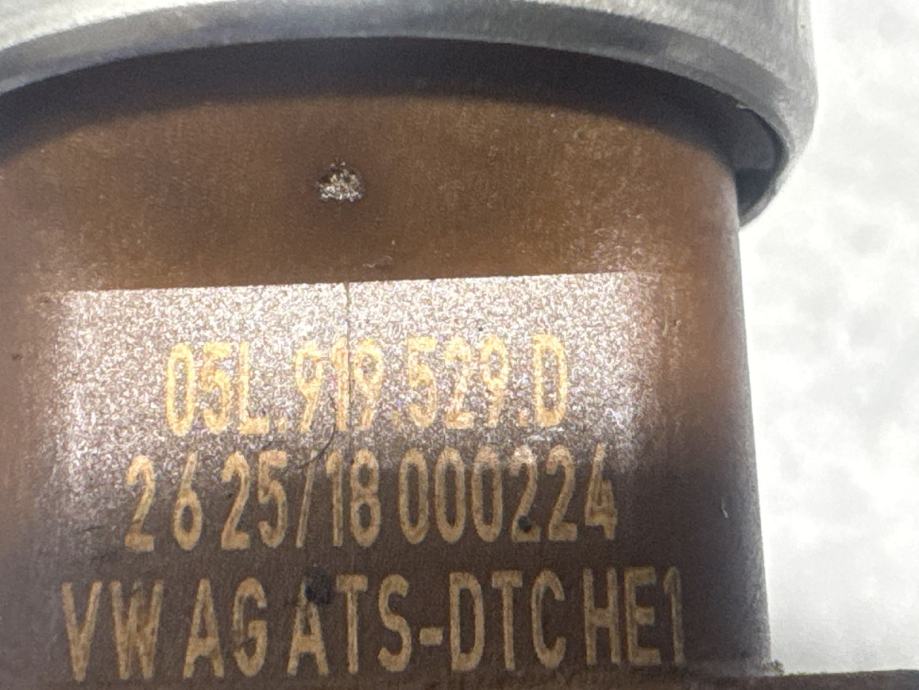 05L.919.529.D
2 6 25/18 000224
VW AG ATS-DTC HE1